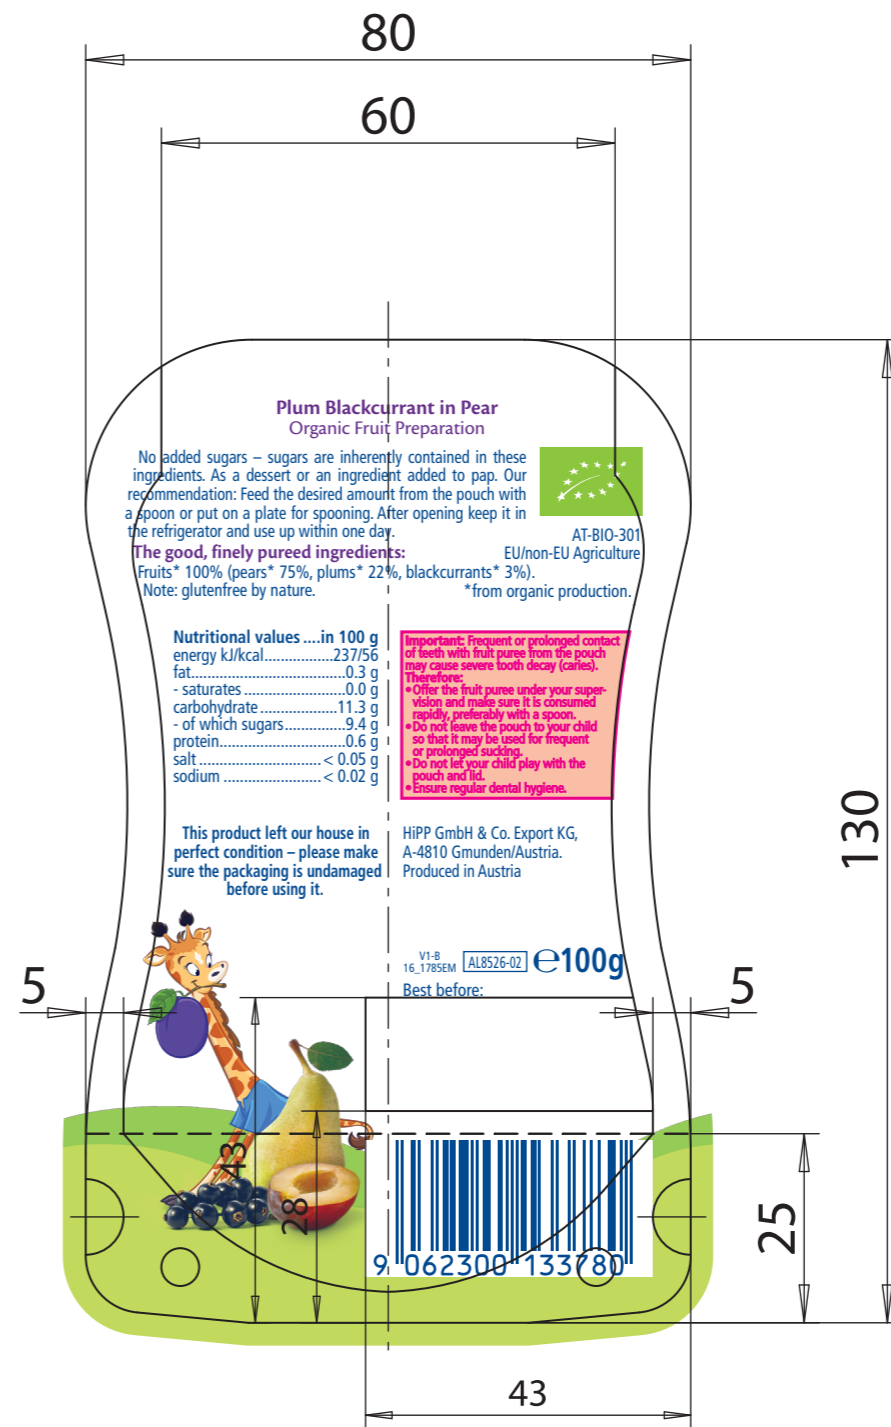 80
60
Plum Blackcurrant in Pear
Organic Fruit Preparation
No added sugars – sugars are inherently contained in these
ingredients. As a dessert or an ingredient added to pap. Our
recommendation: Feed the desired amount from the pouch with
a spoon or put on a plate for spooning. After opening keep it in
the refrigerator and use up within one day.
AT-BIO-301
EU/non-EU Agriculture
The good, finely pureed ingredients:
Fruits* 100% (pears* 75%, plums* 22%, blackcurrants* 3%).
Note: glutenfree by nature.
*from organic production.
Nutritional values ....in 100 g
energy kJ/kcal.................237/56
fat......................................0.3 g
- saturates .........................0.0 g
carbohydrate ...................11.3 g
- of which sugars...............9.4 g
protein...............................0.6 g
salt ..............................< 0.05 g
sodium ........................< 0.02 g
Important: Frequent or prolonged contact
of teeth with fruit puree from the pouch
may cause severe tooth decay (caries).
Therefore:
•Offer the fruit puree under your super-
vision and make sure it is consumed
rapidly, preferably with a spoon.
•Do not leave the pouch to your child
so that it may be used for frequent
or prolonged sucking.
•Do not let your child play with the
pouch and lid.
•Ensure regular dental hygiene.
This product left our house in
perfect condition – please make
sure the packaging is undamaged
before using it.
HiPP GmbH & Co. Export KG,
A-4810 Gmunden/Austria.
Produced in Austria
130
V1-B
16_1785EM
AL8526-02
℮100g
Best before:
5
5
43
28
25
9 062300 133780
43